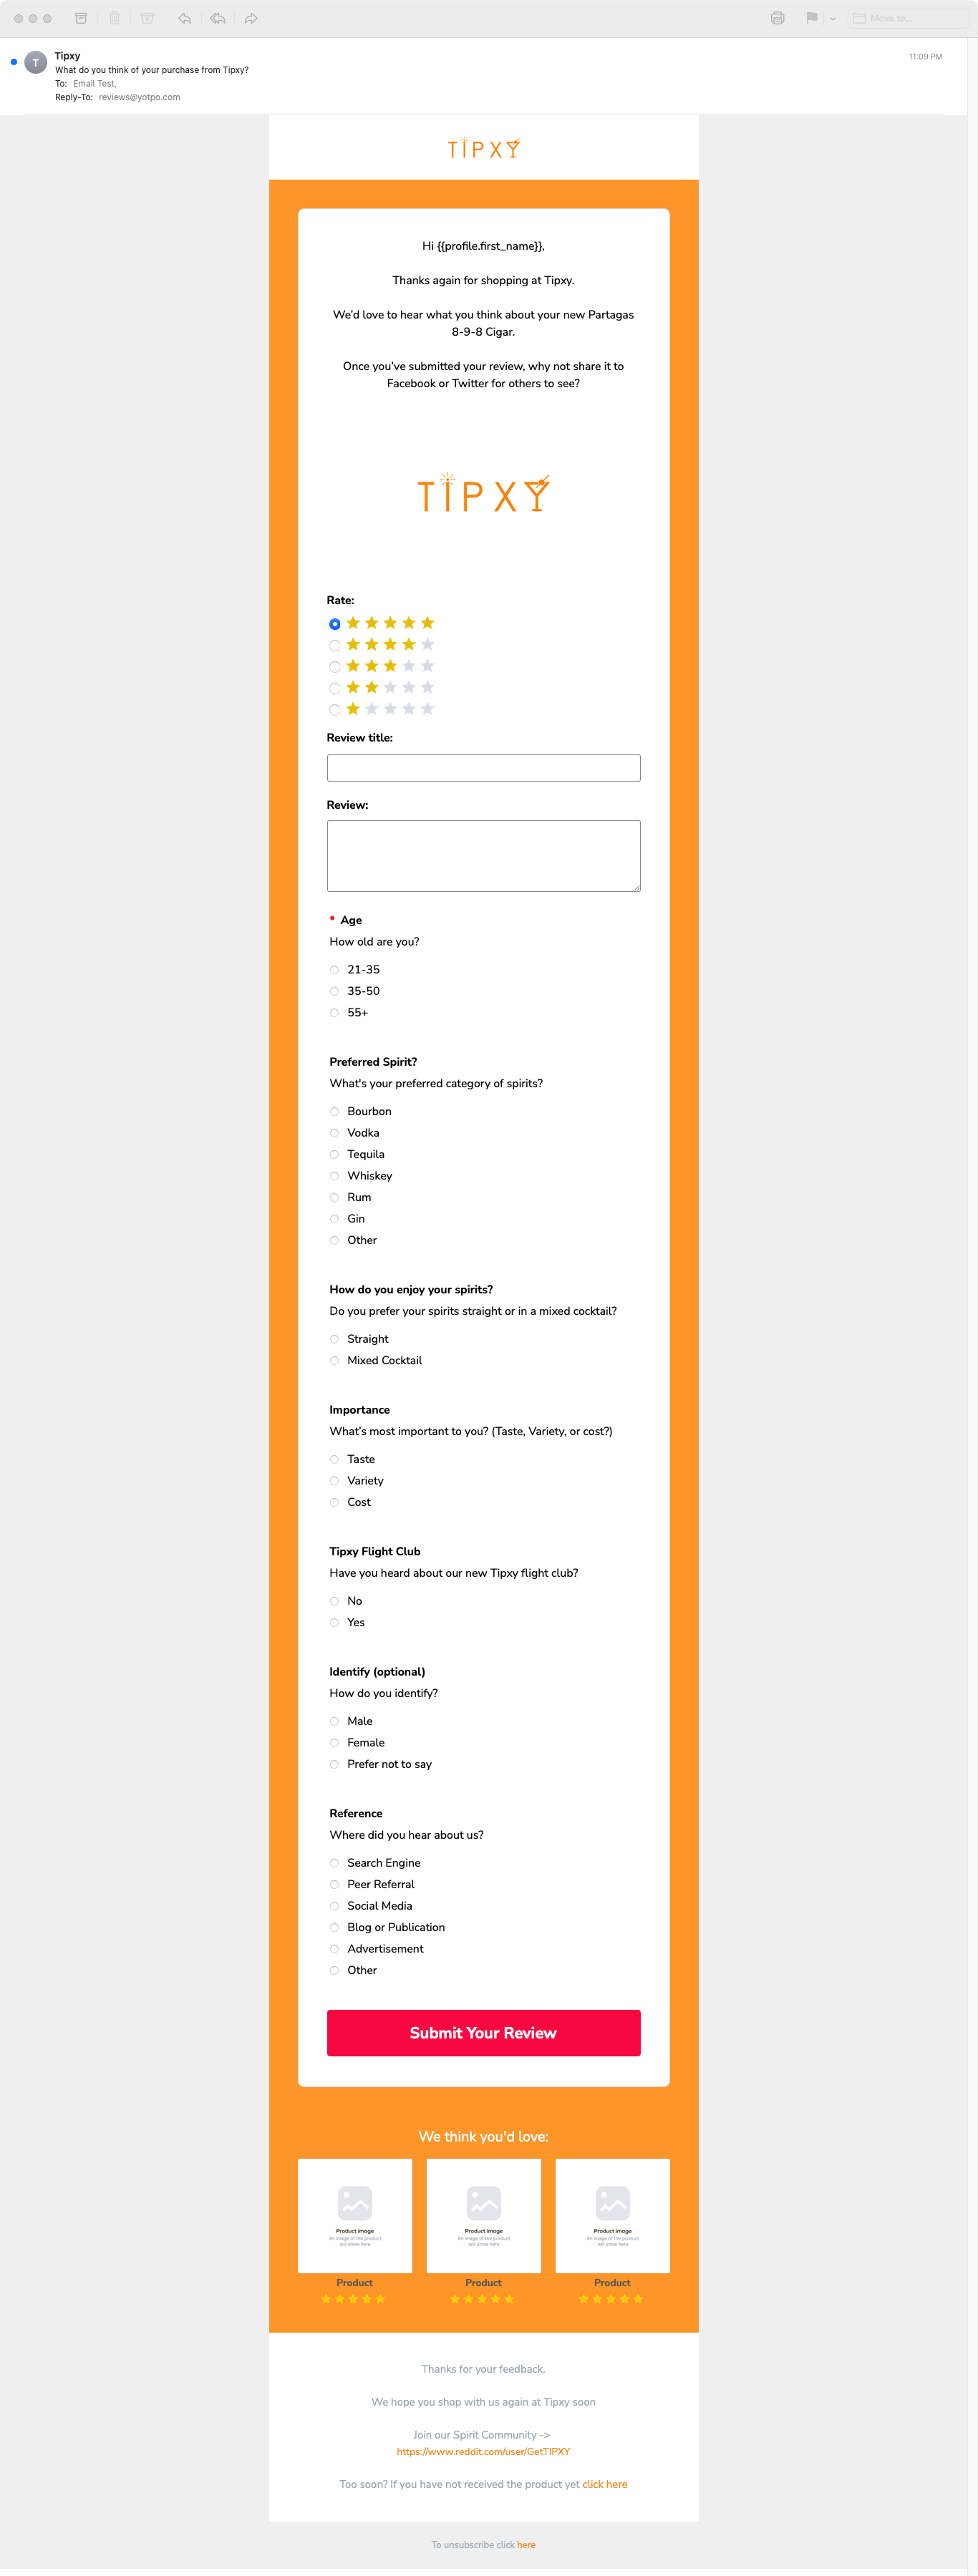 Move to...
T
Tipxy
11:09 PM
What do you think of your purchase from Tipxy?
To: Email Test,
Reply-To: reviews@yotpo.com
TIPXY
Hi {{profile.first_name}},
Thanks again for shopping at Tipxy.
We'd love to hear what you think about your new Partagas
8-9-8 Cigar.
Once you've submitted your review, why not share it to
Facebook or Twitter for others to see?
TIPXY
Rate:
Review title:
Review:
* Age
How old are you?
21-35
35-50
55+
Preferred Spirit?
What's your preferred category of spirits?
Bourbon
Vodka
Tequila
Whiskey
Rum
Gin
Other
How do you enjoy your spirits?
Do you prefer your spirits straight or in a mixed cocktail?
Straight
Mixed Cocktail
Importance
What's most important to you? (Taste, Variety, or cost?)
Taste
Variety
Cost
Tipxy Flight Club
Have you heard about our new Tipxy flight club?
No
Yes
Identify (optional)
How do you identify?
Male
Female
Prefer not to say
Reference
Where did you hear about us?
Search Engine
Peer Referral
Social Media
Blog or Publication
Advertisement
Other
Submit Your Review
We think you'd love:
Product image Product image Product image
An image of the product An image of the product An image of the product
will show here will show here will show here
Product Product Product
Thanks for your feedback.
We hope you shop with us again at Tipxy soon
Join our Spirit Community ->
https://www.reddit.com/user/GetTIPXY
Too soon? If you have not received the product yet click here
To unsubscribe click here